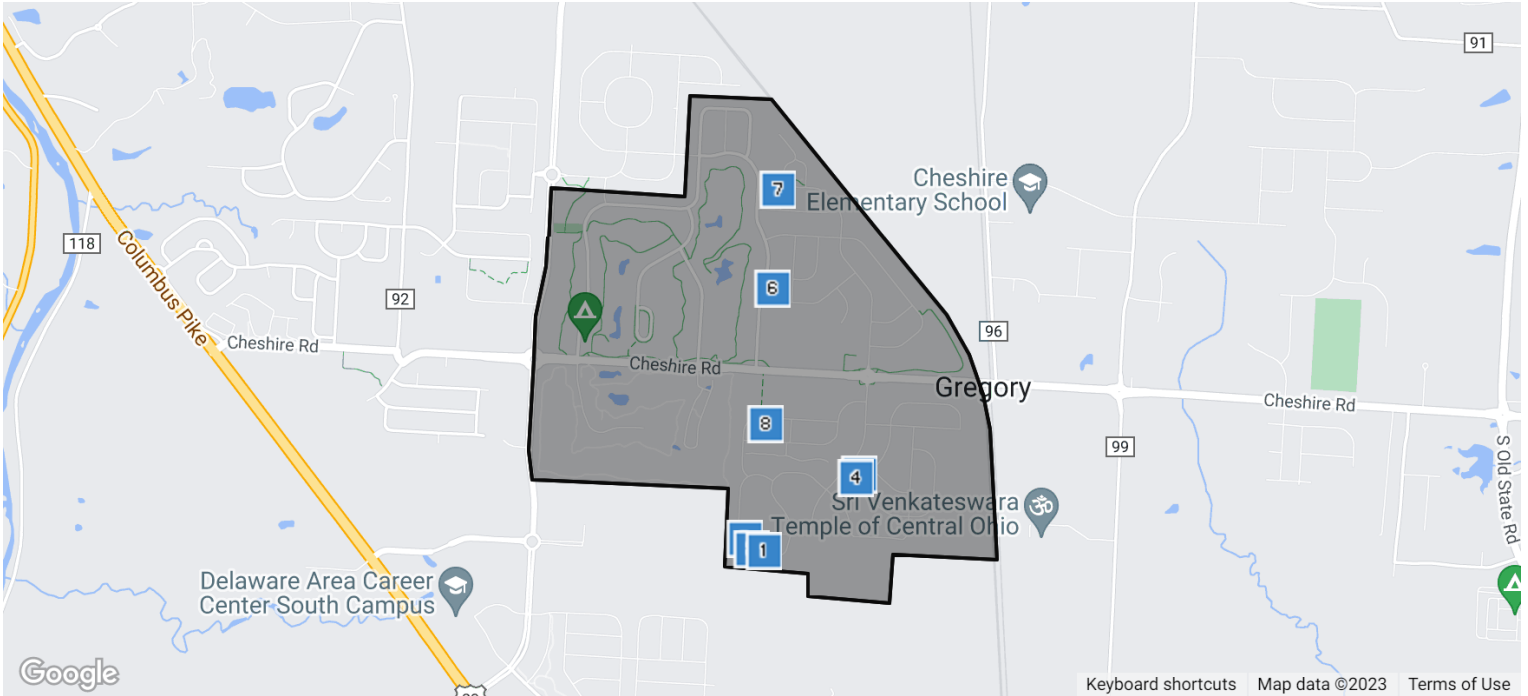 91
Cheshire
Elementary School
7
118
Columbus Pike
92
6
96
Cheshire Rd
Cheshire Rd
Gregory
Cheshire Rd
8
99
4
S Old State Rd
Sri Venkateswara
Temple of Central Ohio
1
Delaware Area Career
Center South Campus
Google
Keyboard shortcuts
Map data ©2023
Terms of Use